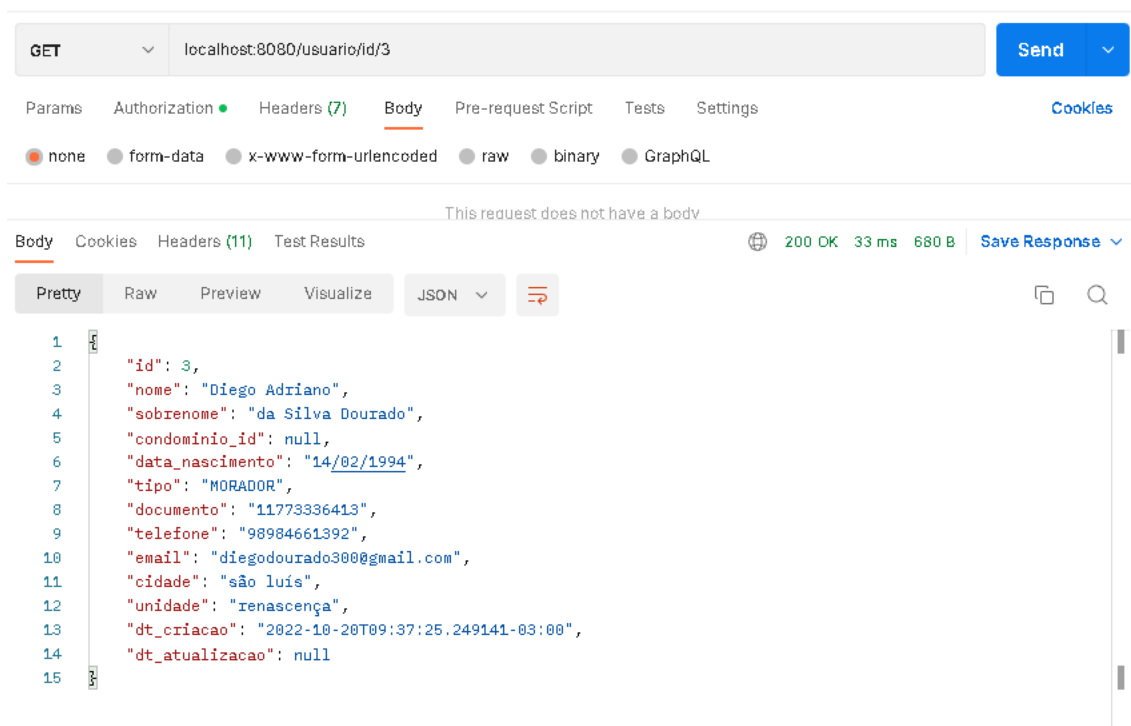 GET localhost:8080/usuario/id/3 Send
Params Authorization Headers (7) Body Pre-request Script Tests Settings Cookies
none form-data x-www-form-urlencoded raw binary GraphQL
This request does not have a body
Body Cookies Headers (11) Test Results 200 OK 33 ms 680 B Save Response
Pretty Raw Preview Visualize JSON
1 {
2 "id": 3,
3 "nome": "Diego Adriano",
4 "sobrenome": "da Silva Dourado",
5 "condominio_id": null,
6 "data_nascimento": "14/02/1994",
7 "tipo": "MORADOR",
8 "documento": "11773336413",
9 "telefone": "98984661392",
10 "email": "diegodourado300@gmail.com",
11 "cidade": "são luís",
12 "unidade": "renascença",
13 "dt_criacao": "2022-10-20T09:37:25.249141-03:00",
14 "dt_atualizacao": null
15 }